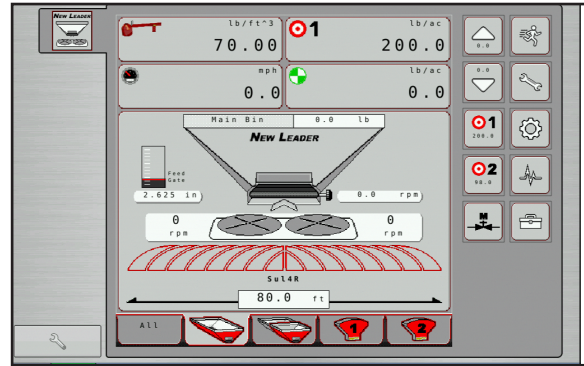 New Leader
lb/ft^3
70.00
1
lb/ac
200.0
mph
0.0
lb/ac
0.0
0.0
0.0
1
200.0
2
90.0
M
Main Bin 0.0 lb
New Leader
Feed
Gate
2.625 in
0.0 rpm
0
rpm
0
rpm
Sul4R
80.0 ft
All
1
2